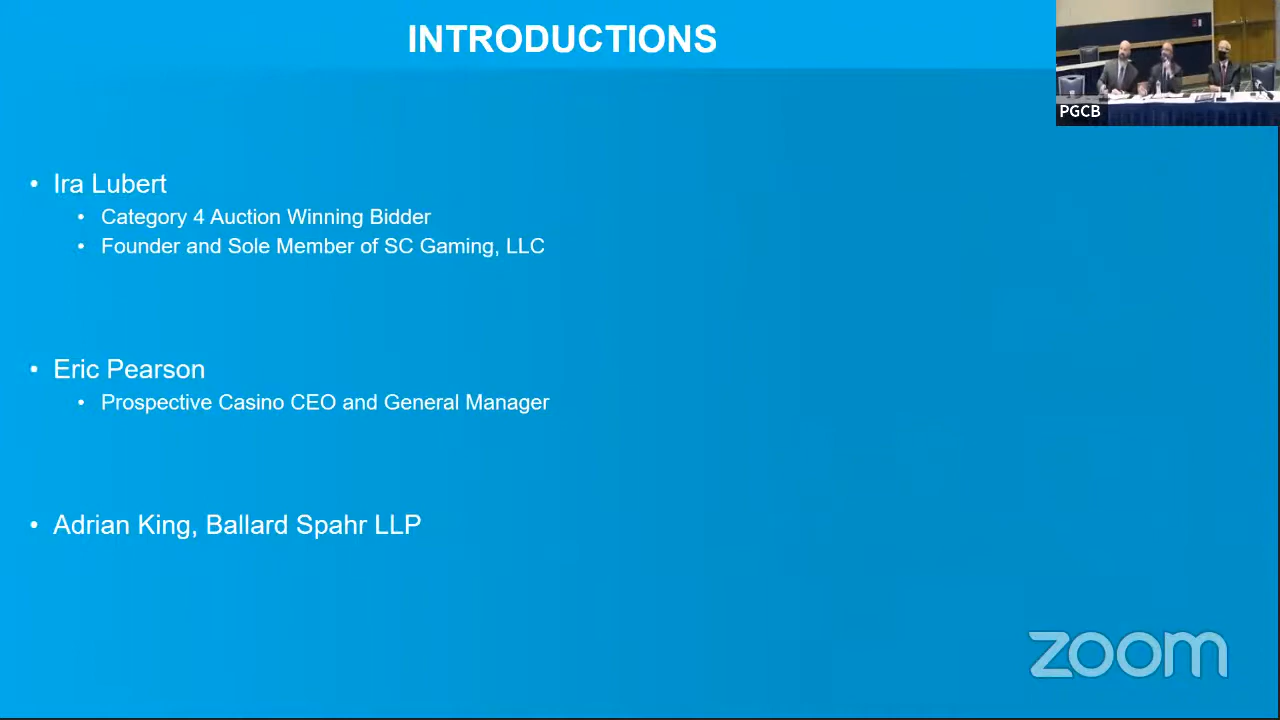 INTRODUCTIONS
PGCB
• Ira Lubert
• Category 4 Auction Winning Bidder
• Founder and Sole Member of SC Gaming, LLC
• Eric Pearson
• Prospective Casino CEO and General Manager
• Adrian King, Ballard Spahr LLP
zoom